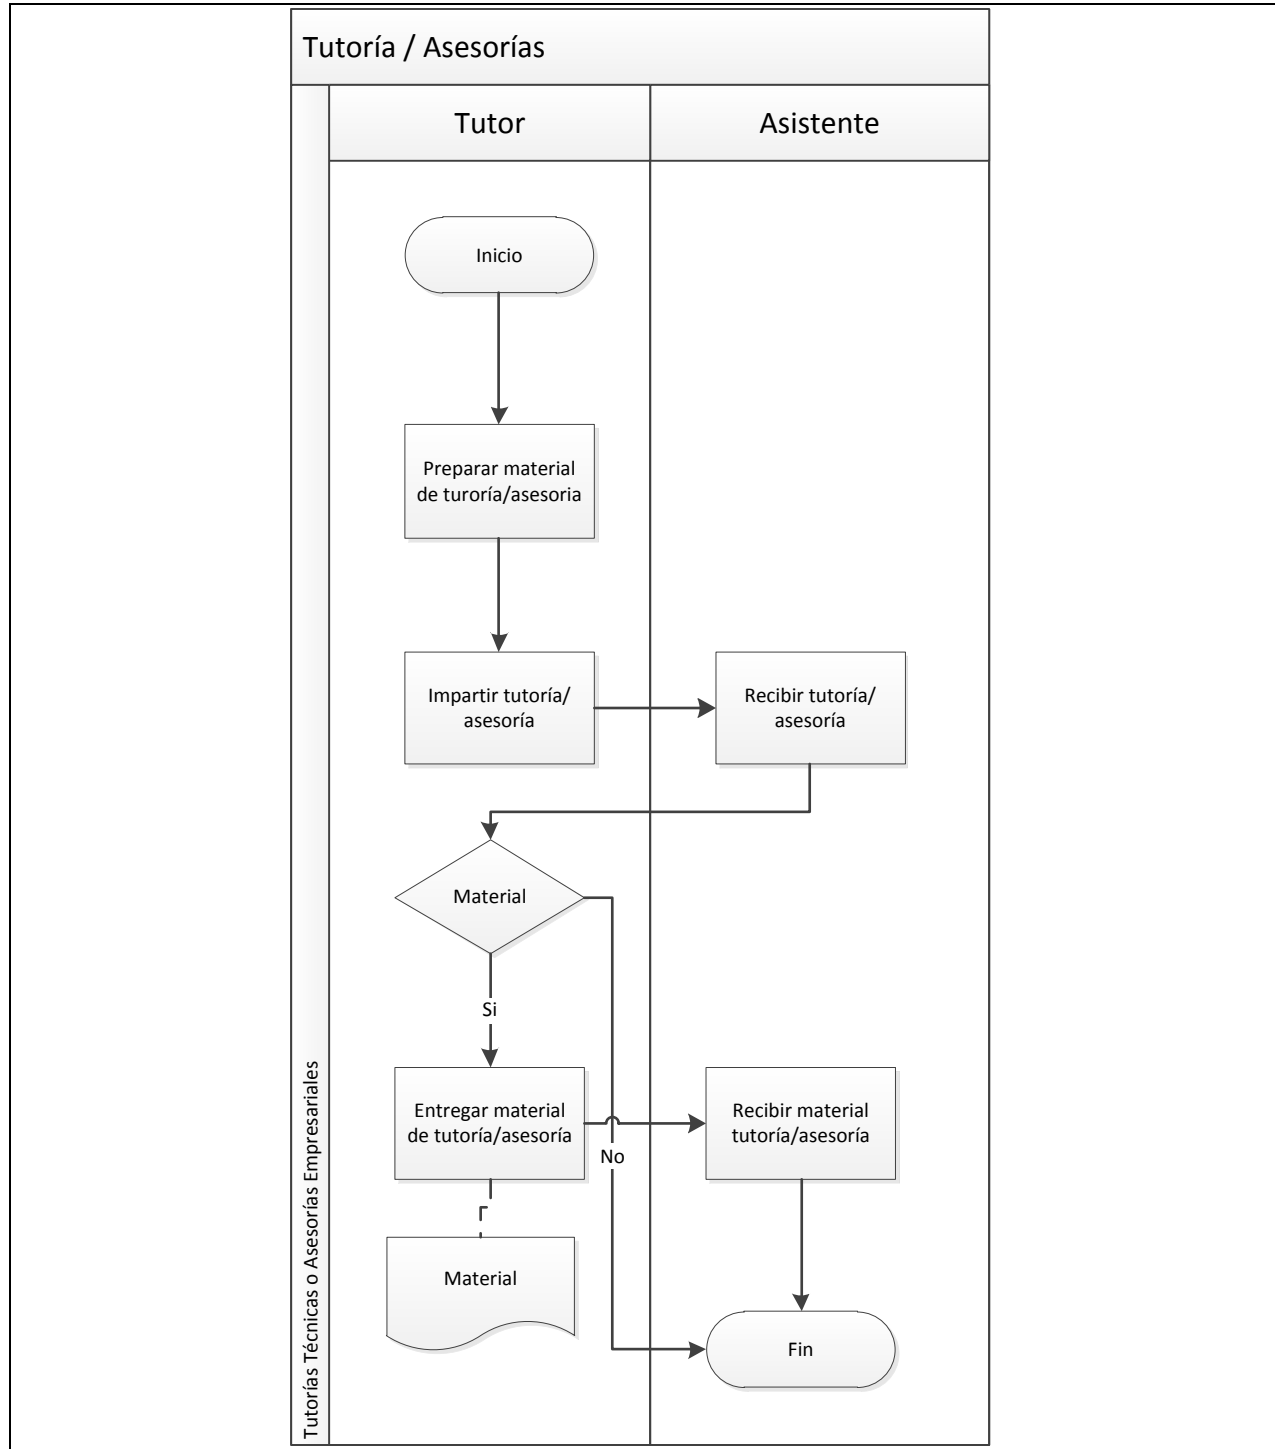 Tutoría / Asesorías
Tutor
Asistente
Inicio
Preparar material
de turoría/asesoria
Impartir tutoría/
asesoría
Recibir tutoría/
asesoría
Material
Si
Entregar material
de tutoría/asesoría
Recibir material
tutoría/asesoría
No
Material
Fin
Tutorías Técnicas o Asesorías Empresariales